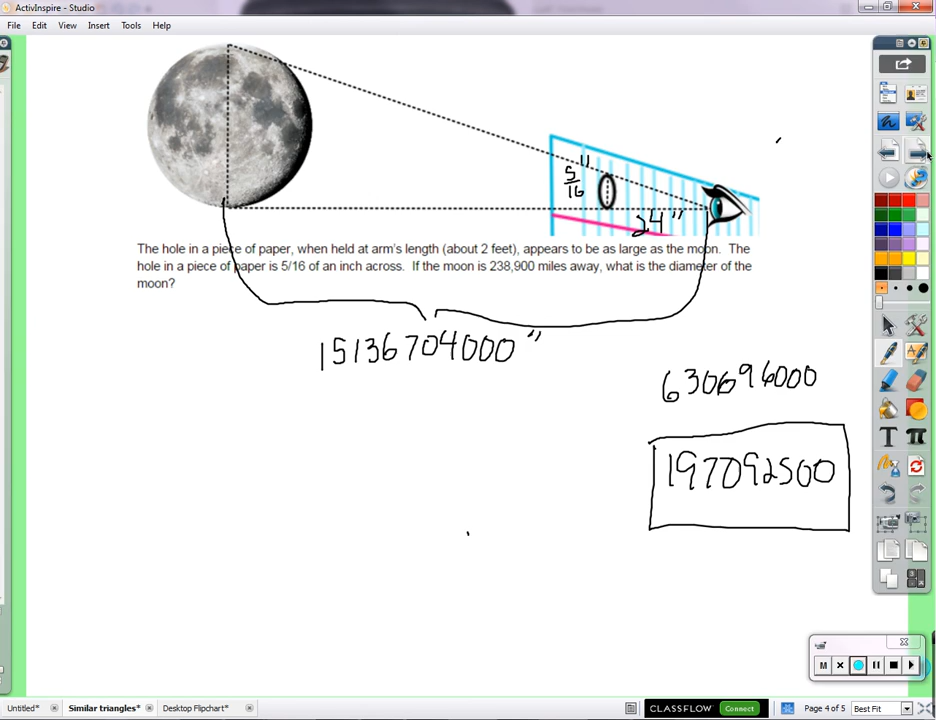 ActivInspire - Studio
File Edit View Insert Tools Help
5/16 "
24 "
The hole in a piece of paper, when held at arm's length (about 2 feet), appears to be as large as the moon. The
hole in a piece of paper is 5/16 of an inch across. If the moon is 238,900 miles away, what is the diameter of the
moon?
15136704000 "
630696000
197092500
T π
M
Untitled* Similar triangles* Desktop Flipchart* CLASSFLOW Connect Page 4 of 5 Best Fit